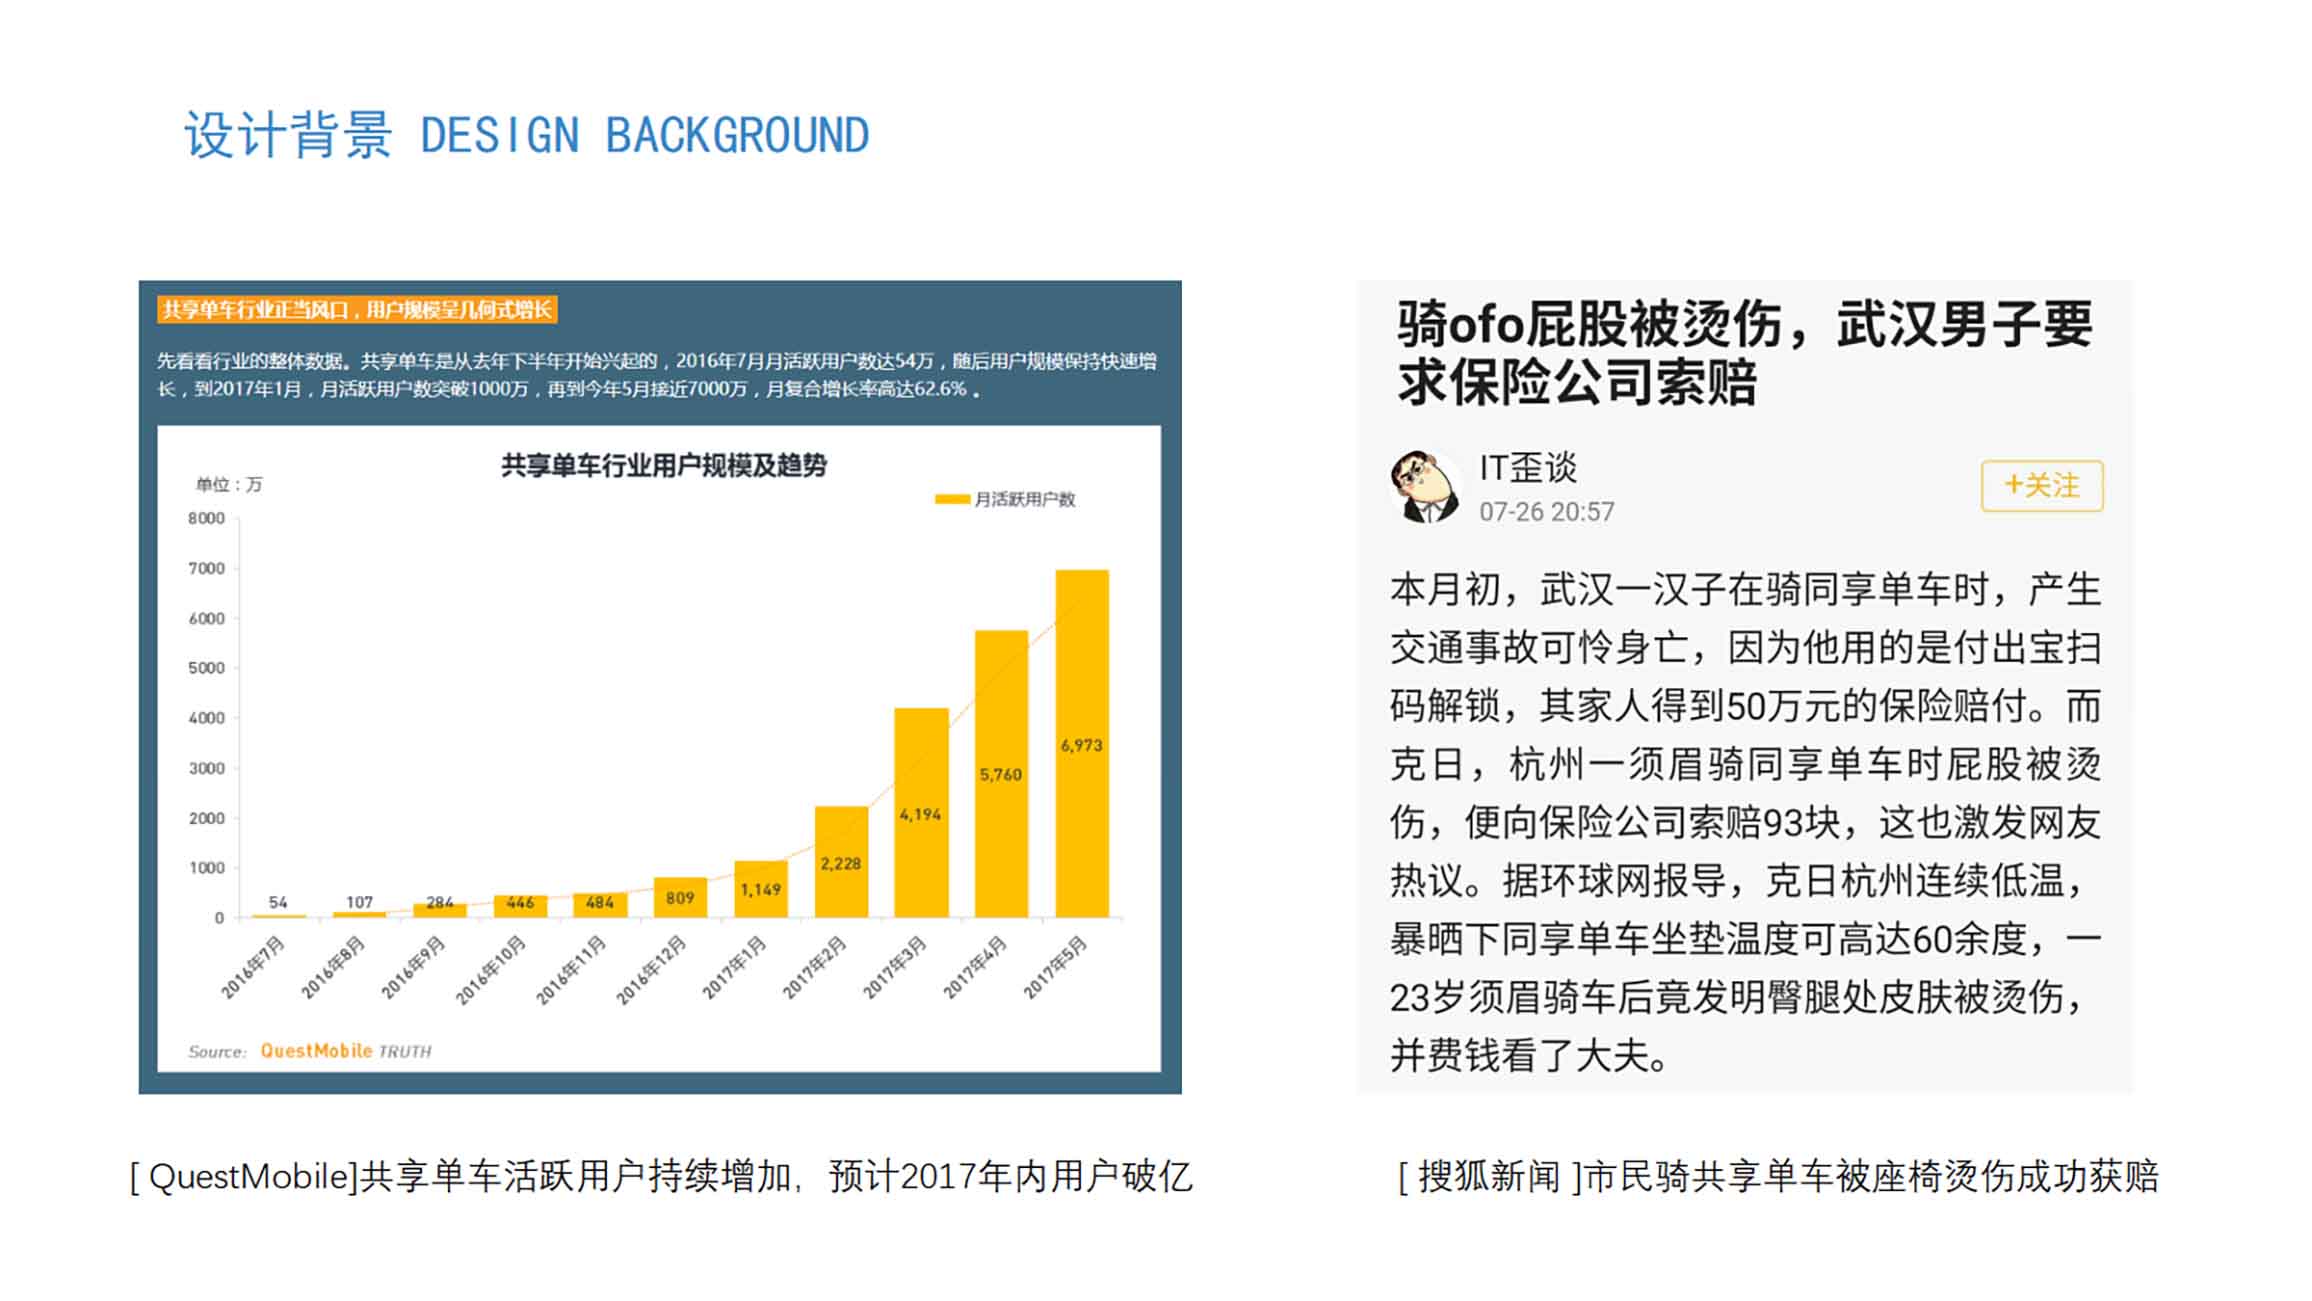 设计背景 DESIGN BACKGROUND
共享单车行业正当风口，用户规模呈几何式增长
先看看行业的整体数据。共享单车是从去年下半年开始兴起的，2016年7月月活跃用户数达54万，随后用户规模保持快速增
长，到2017年1月，月活跃用户数突破1000万，再到今年5月接近7000万，月复合增长率高达62.6% 。
共享单车行业用户规模及趋势
单位：万
月活跃用户数
8000
7000
6000
5000
4000
3000
2000
1000
0
54
107
284
446
484
809
1,149
2,228
4,194
5,760
6,973
2016年7月
2016年8月
2016年9月
2016年10月
2016年11月
2016年12月
2017年1月
2017年2月
2017年3月
2017年4月
2017年5月
Source: QuestMobile TRUTH
[ QuestMobile]共享单车活跃用户持续增加，预计2017年内用户破亿
骑ofo屁股被烫伤，武汉男子要
求保险公司索赔
IT歪谈
07-26 20:57
+关注
本月初，武汉一汉子在骑同享单车时，产生
交通事故可怜身亡，因为他用的是付出宝扫
码解锁，其家人得到50万元的保险赔付。而
克日，杭州一须眉骑同享单车时屁股被烫
伤，便向保险公司索赔93块，这也激发网友
热议。据环球网报导，克日杭州连续低温，
暴晒下同享单车坐垫温度可高达60余度，一
23岁须眉骑车后竟发明臀腿处皮肤被烫伤，
并费钱看了大夫。
[ 搜狐新闻 ]市民骑共享单车被座椅烫伤成功获赔